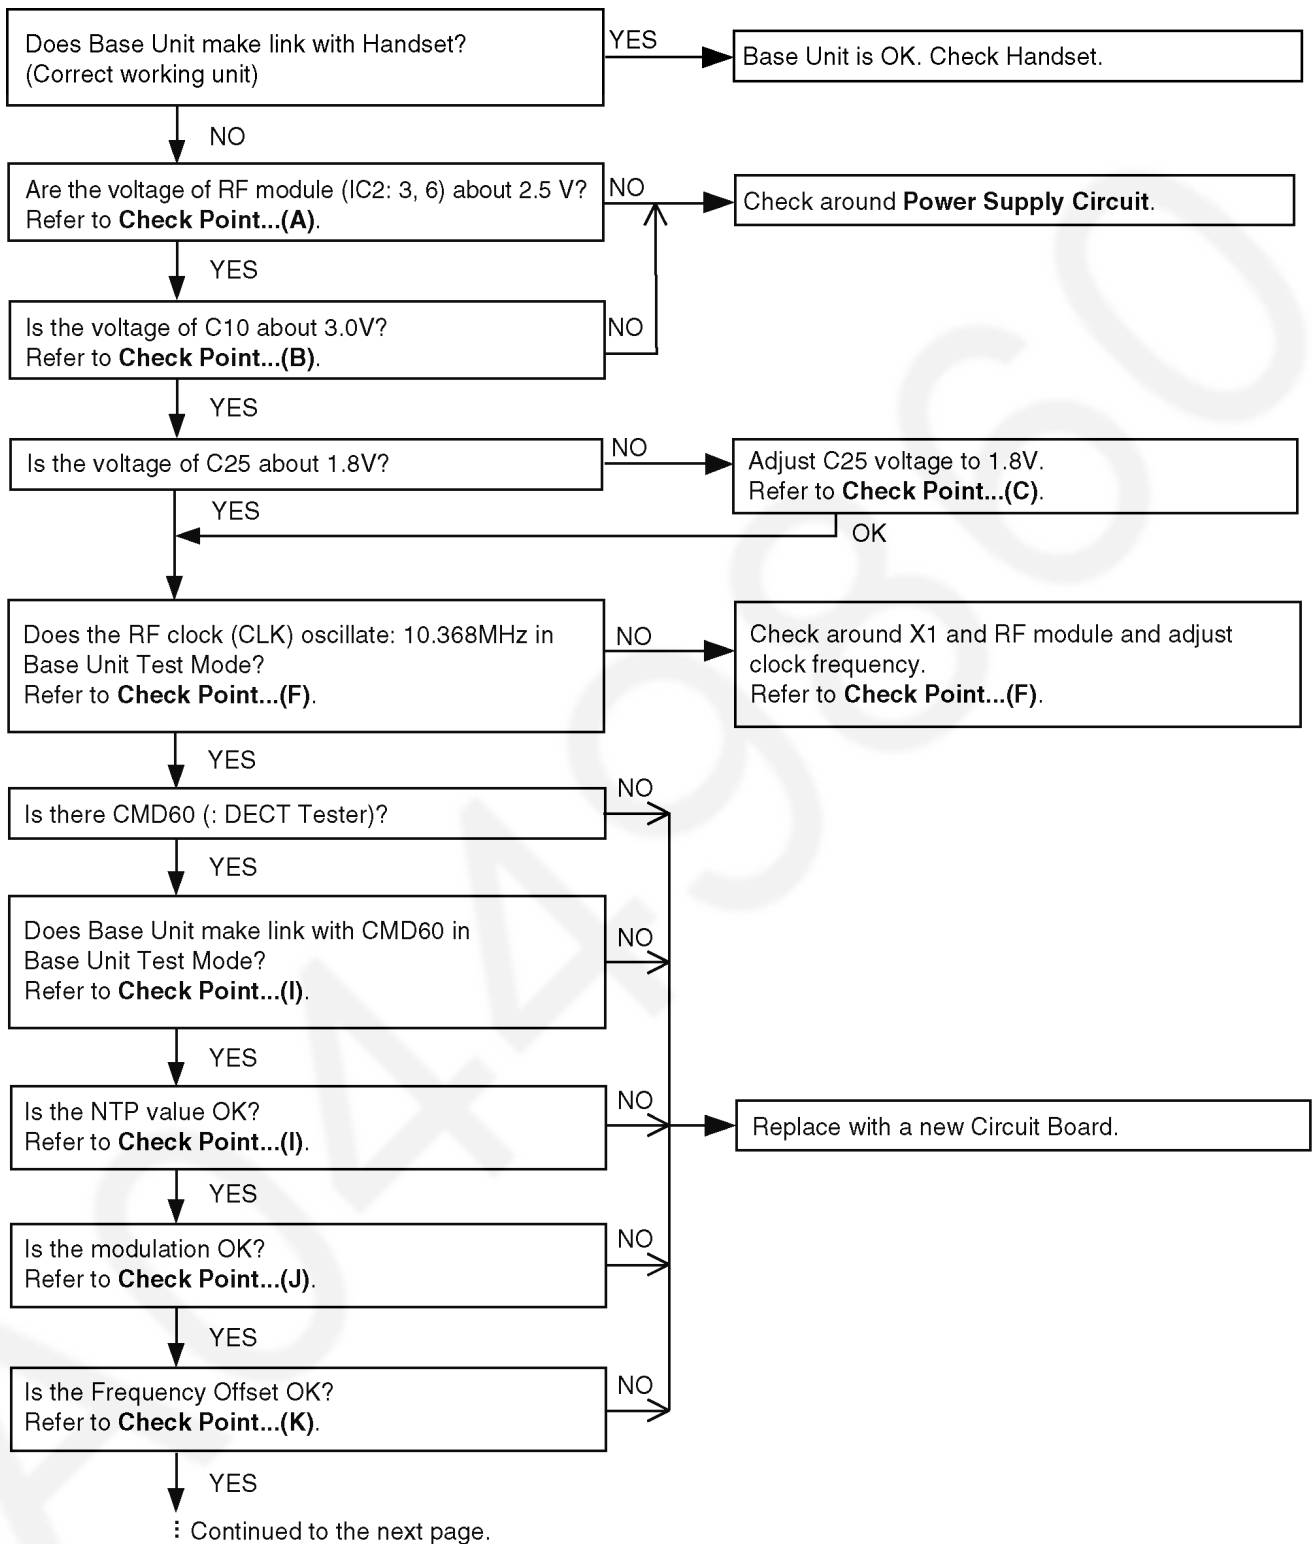 Does Base Unit make link with Handset?
(Correct working unit)
YES
Base Unit is OK. Check Handset.
NO
Are the voltage of RF module (IC2: 3, 6) about 2.5 V?
Refer to Check Point...(A).
NO
Check around Power Supply Circuit.
YES
Is the voltage of C10 about 3.0V?
Refer to Check Point...(B).
NO
YES
Is the voltage of C25 about 1.8V?
NO
Adjust C25 voltage to 1.8V.
Refer to Check Point...(C).
YES
OK
Does the RF clock (CLK) oscillate: 10.368MHz in
Base Unit Test Mode?
Refer to Check Point...(F).
NO
Check around X1 and RF module and adjust
clock frequency.
Refer to Check Point...(F).
YES
Is there CMD60 (: DECT Tester)?
NO
YES
Does Base Unit make link with CMD60 in
Base Unit Test Mode?
Refer to Check Point...(I).
NO
YES
Is the NTP value OK?
Refer to Check Point...(I).
NO
Replace with a new Circuit Board.
YES
Is the modulation OK?
Refer to Check Point...(J).
NO
YES
Is the Frequency Offset OK?
Refer to Check Point...(K).
NO
YES
⋮ Continued to the next page.
A0449860